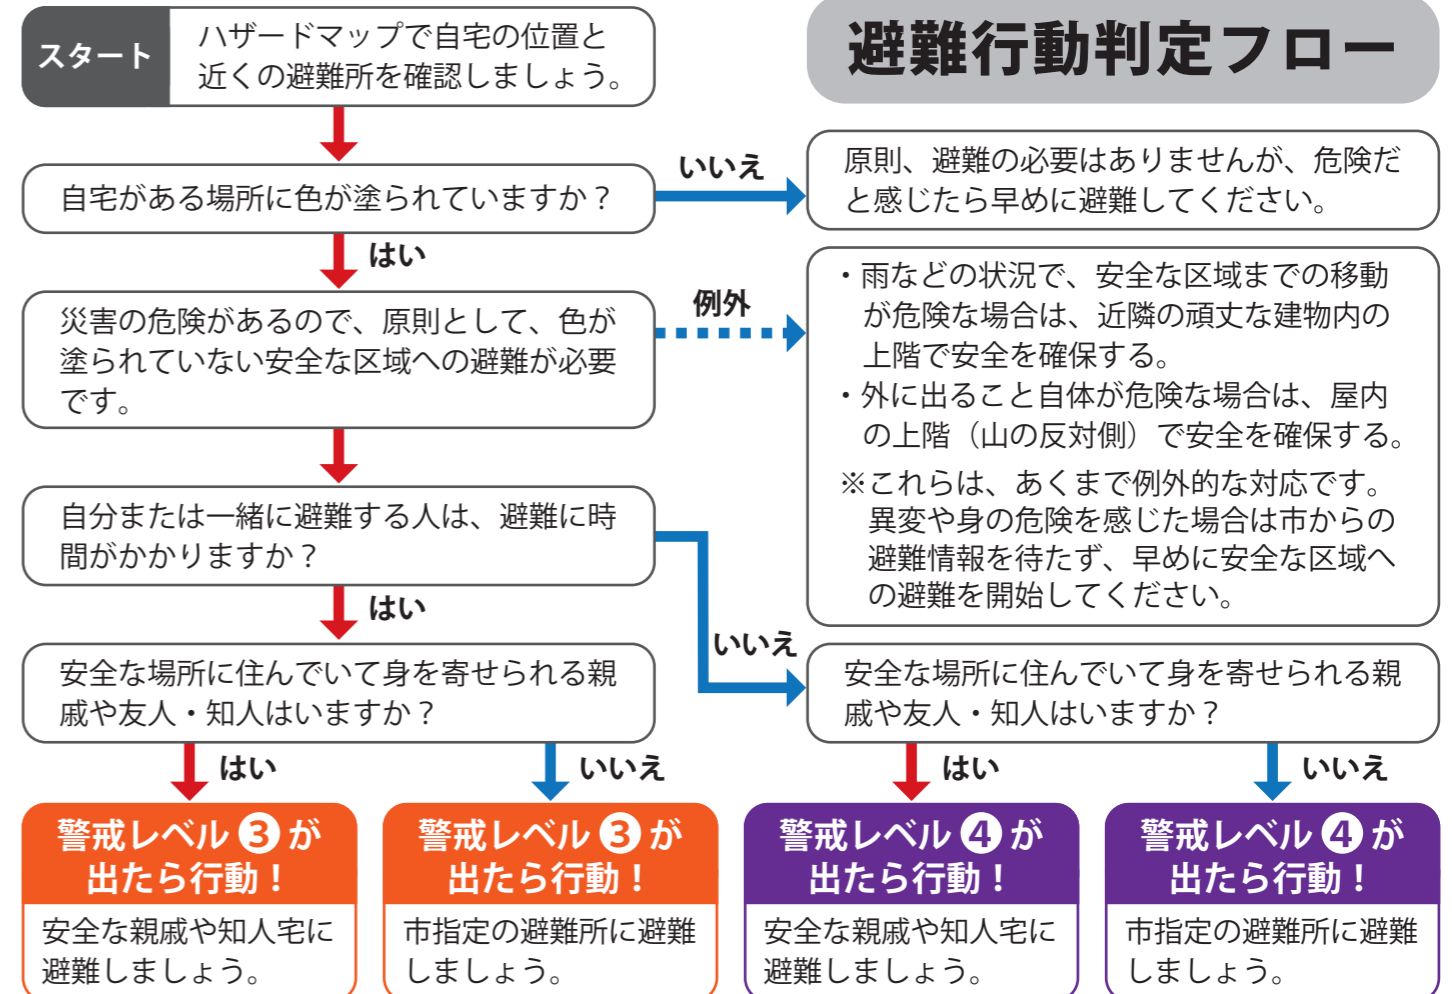 避難行動判定フロー
スタート
ハザードマップで自宅の位置と
近くの避難所を確認しましょう。
自宅がある場所に色が塗られていますか？
いいえ
原則、避難の必要はありませんが、危険だ
と感じたら早めに避難してください。
はい
災害の危険があるので、原則として、色が
塗られていない安全な区域への避難が必要
です。
例外
・雨などの状況で、安全な区域までの移動
が危険な場合は、近隣の頑丈な建物内の
上階で安全を確保する。
・外に出ること自体が危険な場合は、屋内
の上階（山の反対側）で安全を確保する。
※これらは、あくまで例外的な対応です。
異変や身の危険を感じた場合は市からの
避難情報を待たず、早めに安全な区域へ
の避難を開始してください。
自分または一緒に避難する人は、避難に時
間がかかりますか？
はい
いいえ
安全な場所に住んでいて身を寄せられる親
戚や友人・知人はいますか？
安全な場所に住んでいて身を寄せられる親
戚や友人・知人はいますか？
はい
いいえ
はい
いいえ
警戒レベル❸が
出たら行動！
安全な親戚や知人宅に
避難しましょう。
警戒レベル❸が
出たら行動！
市指定の避難所に避難
しましょう。
警戒レベル❹が
出たら行動！
安全な親戚や知人宅に
避難しましょう。
警戒レベル❹が
出たら行動！
市指定の避難所に避難
しましょう。